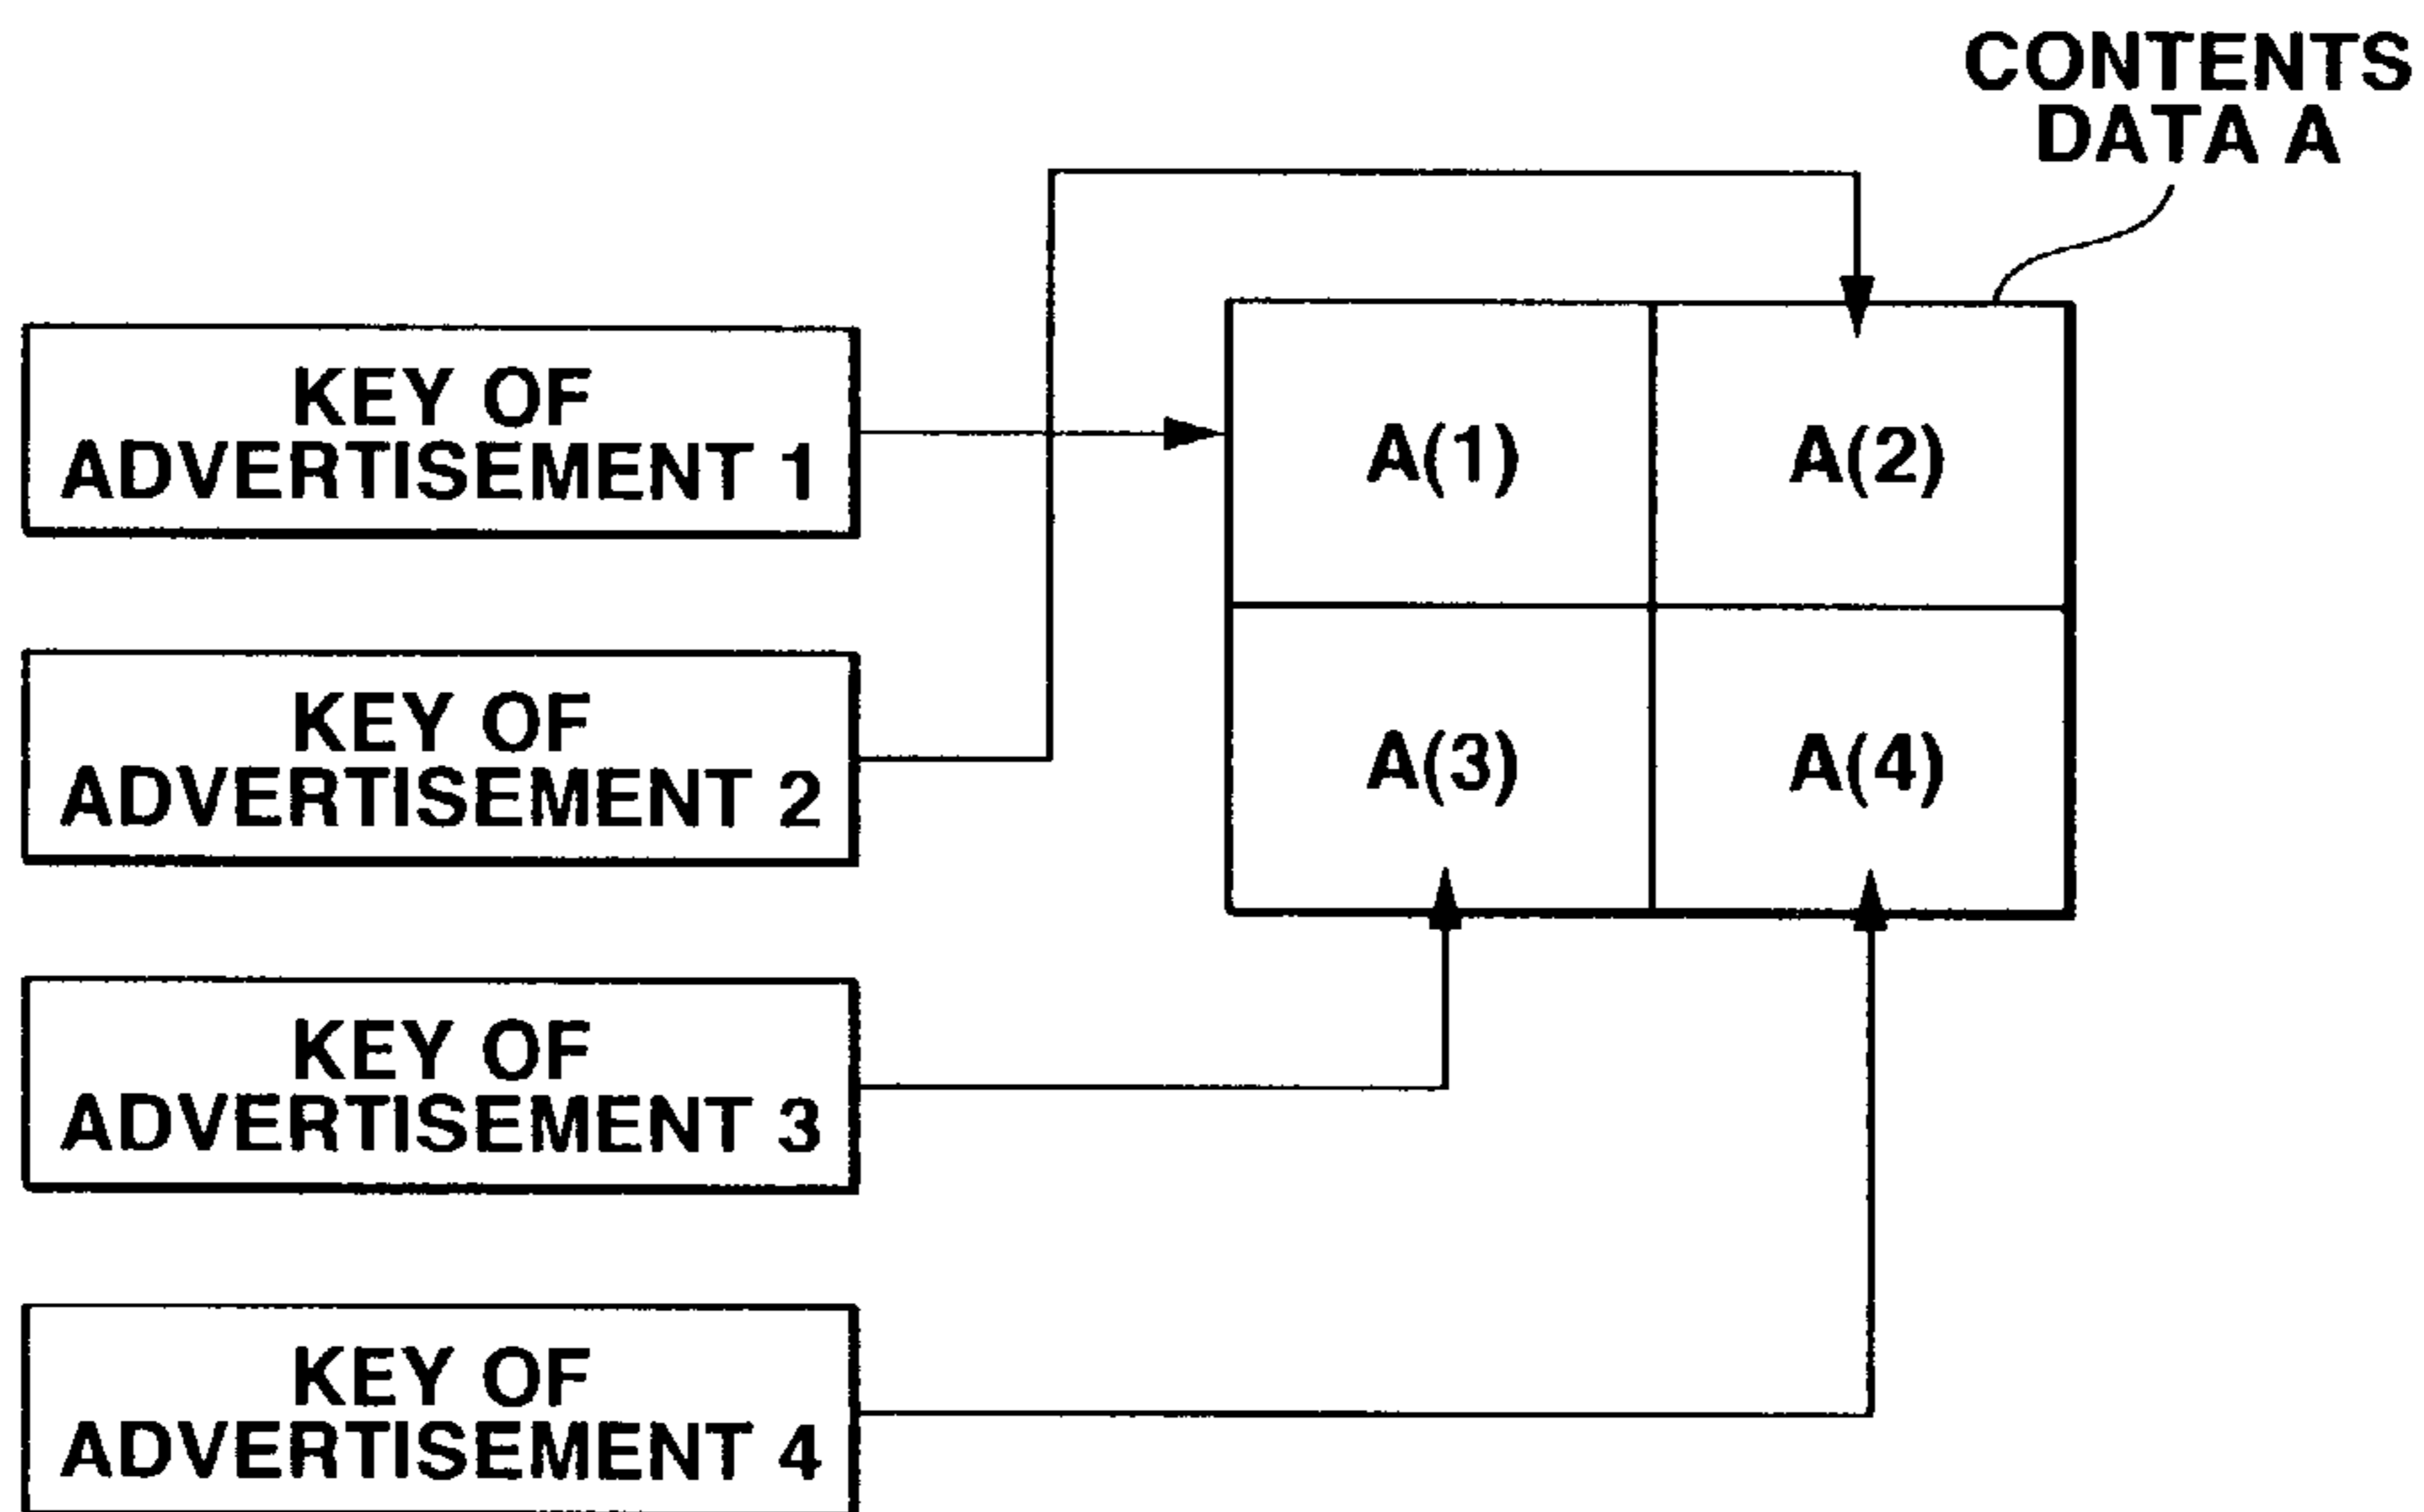 CONTENTS
DATA A
KEY OF
ADVERTISEMENT 1
A(1)
A(2)
KEY OF
ADVERTISEMENT 2
A(3)
A(4)
KEY OF
ADVERTISEMENT 3
KEY OF
ADVERTISEMENT 4